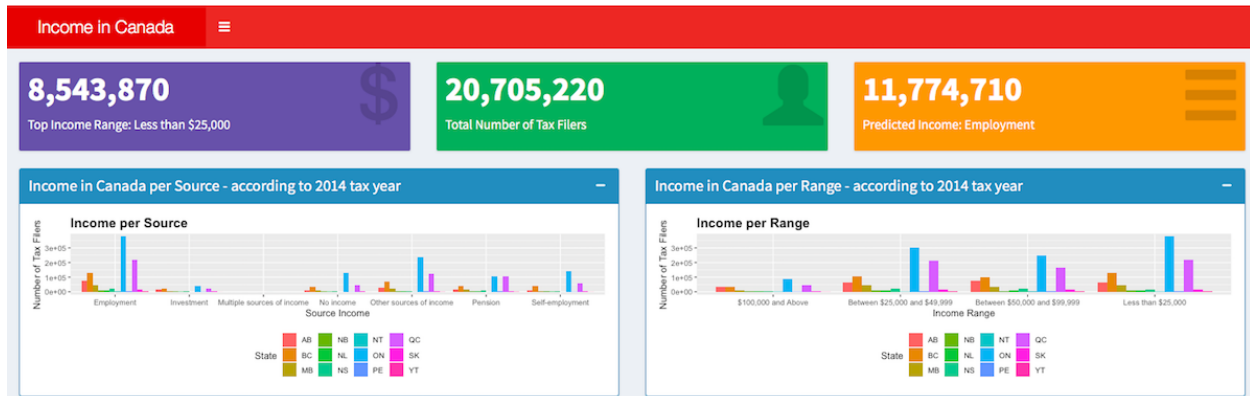 Income in Canada
8,543,870
Top Income Range: Less than $25,000
20,705,220
Total Number of Tax Filers
11,774,710
Predicted Income: Employment
Income in Canada per Source - according to 2014 tax year
Income per Source
Number of Tax Filers
3e+05
2e+05
1e+05
0e+00
Employment Investment Multiple sources of income No income Other sources of income Pension Self-employment
Source Income
State
AB NB NT QC
BC NL ON SK
MB NS PE YT
Income in Canada per Range - according to 2014 tax year
Income per Range
Number of Tax Filers
3e+05
2e+05
1e+05
0e+00
$100,000 and Above Between $25,000 and $49,999 Between $50,000 and $99,999 Less than $25,000
Income Range
State
AB NB NT QC
BC NL ON SK
MB NS PE YT